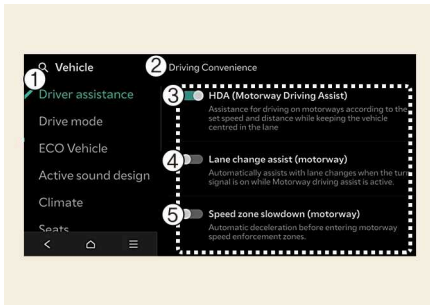 Vehicle
2 Driving Convenience
1
Driver assistance
3 HDA (Motorway Driving Assist)
Assistance for driving on motorways according to the
set speed and distance while keeping the vehicle
centred in the lane
Drive mode
ECO Vehicle
4 Lane change assist (motorway)
Automatically assists with lane changes when the turn
signal is on while Motorway driving assist is active.
Active sound design
Climate
5 Speed zone slowdown (motorway)
Automatic deceleration before entering motorway
speed enforcement zones.
Seats